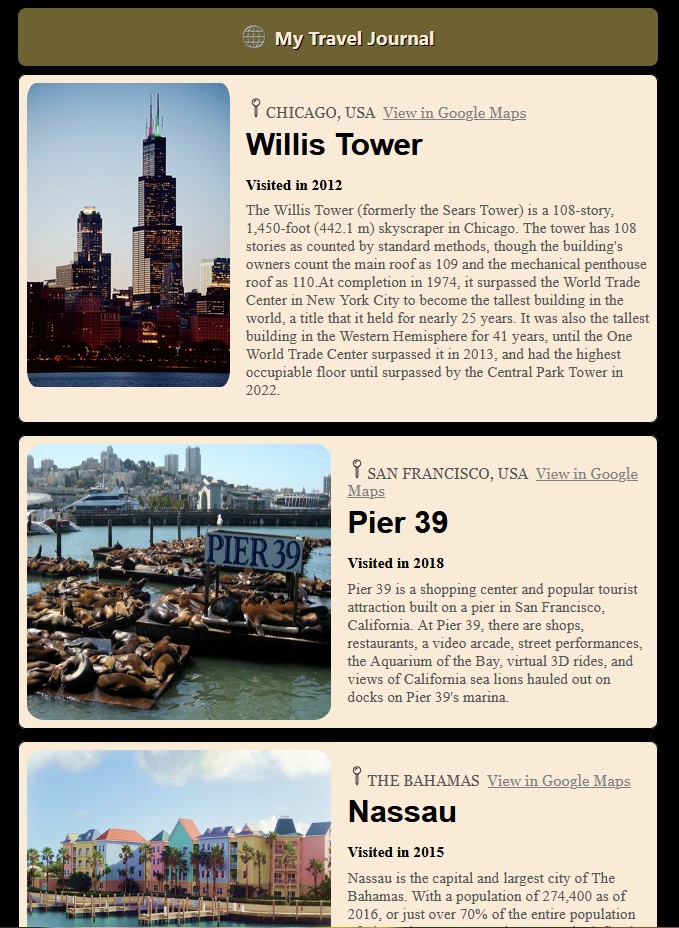 My Travel Journal
CHICAGO, USA View in Google Maps
Willis Tower
Visited in 2012
The Willis Tower (formerly the Sears Tower) is a 108-story,
1,450-foot (442.1 m) skyscraper in Chicago. The tower has 108
stories as counted by standard methods, though the building's
owners count the main roof as 109 and the mechanical penthouse
roof as 110.At completion in 1974, it surpassed the World Trade
Center in New York City to become the tallest building in the
world, a title that it held for nearly 25 years. It was also the tallest
building in the Western Hemisphere for 41 years, until the One
World Trade Center surpassed it in 2013, and had the highest
occupiable floor until surpassed by the Central Park Tower in
2022.
PIER 39
SAN FRANCISCO, USA View in Google
Maps
Pier 39
Visited in 2018
Pier 39 is a shopping center and popular tourist
attraction built on a pier in San Francisco,
California. At Pier 39, there are shops,
restaurants, a video arcade, street performances,
the Aquarium of the Bay, virtual 3D rides, and
views of California sea lions hauled out on
docks on Pier 39's marina.
THE BAHAMAS View in Google Maps
Nassau
Visited in 2015
Nassau is the capital and largest city of The
Bahamas. With a population of 274,400 as of
2016, or just over 70% of the entire population